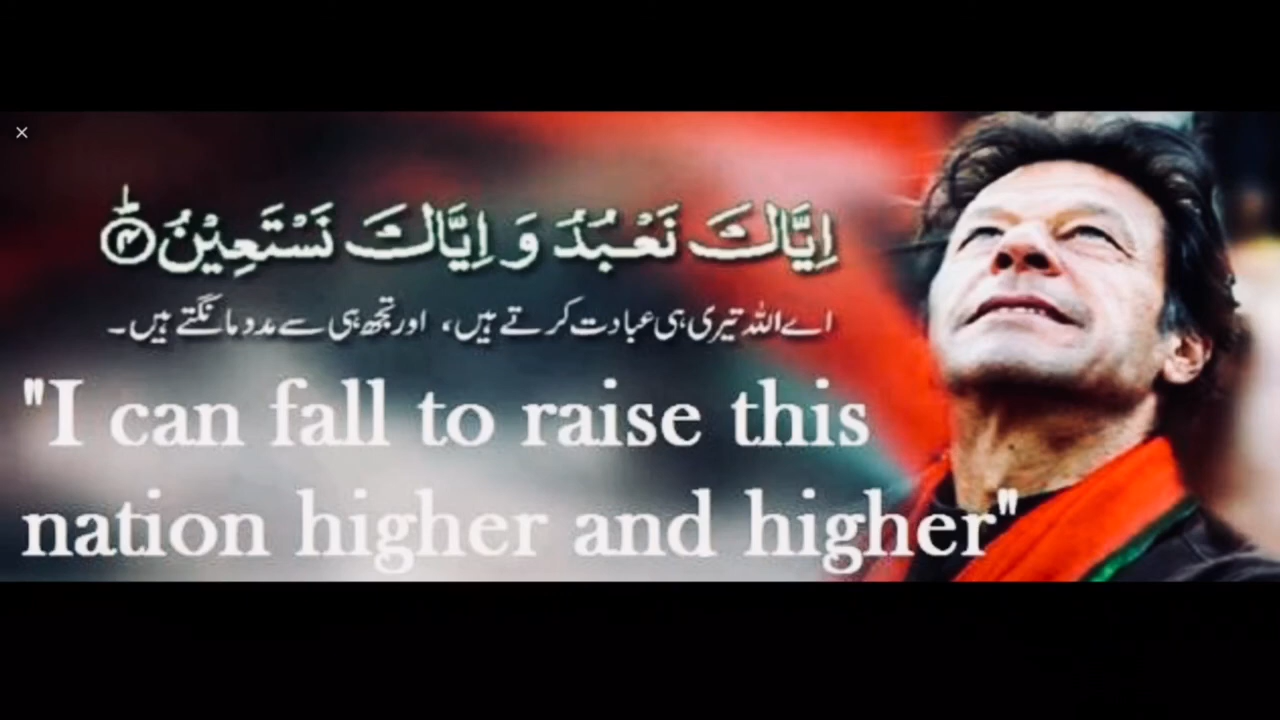 اِیَّاكَ نَعْبُدُ وَ اِیَّاكَ نَسْتَعِیْنُ ؕ﴿۴﴾
اے اللہ تیری ہی عبادت کرتے ہیں، اور تجھ ہی سے مدد مانگتے ہیں۔
"I can fall to raise this
nation higher and higher"